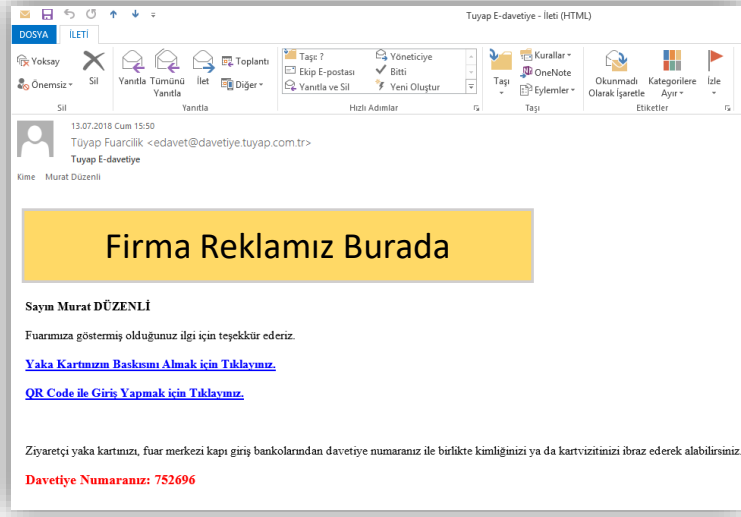 Tuyap E-davetiye - İleti (HTML)
DOSYA İLETİ
Yoksay
Önemsiz
Sil
Yanıtla Tümünü Yanıtla İlet
Toplantı
Diğer
Taşı: ?
Ekip E-postası
Yanıtla ve Sil
Yöneticiye
Bitti
Yeni Oluştur
Taşı
Kurallar
OneNote
Eylemler
Okunmadı Olarak İşaretle
Kategorilere Ayır
İzle
Sil Yanıtla Hızlı Adımlar Taşı Etiketler
13.07.2018 Cum 15:50
Tüyap Fuarcilik <edavet@davetiye.tuyap.com.tr>
Tuyap E-davetiye
Kime Murat Düzenli
Firma Reklamız Burada
Sayın Murat DÜZENLİ
Fuarımıza göstermiş olduğunuz ilgi için teşekkür ederiz.
Yaka Kartınızın Baskısını Almak için Tıklayınız.
QR Code ile Giriş Yapmak için Tıklayınız.
Ziyaretçi yaka kartınızı, fuar merkezi kapı giriş bankolarından davetiye numaranız ile birlikte kimliğinizi ya da kartvizitinizi ibraz ederek alabilirsiniz.
Davetiye Numaranız: 752696